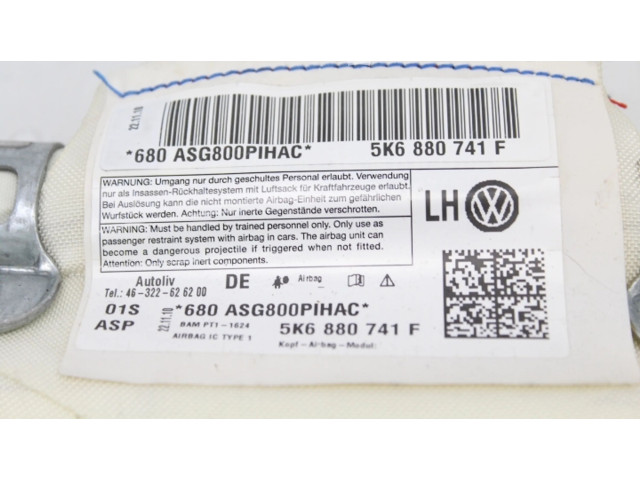 22.11.10
*680 ASG800PIHAC* 5K6 880 741 F
WARNING: Umgang nur durch geschultes Personal erlaubt. Verwendung
nur als Insassen-Rückhaltesystem mit Luftsack für Kraftfahrzeuge erlaubt.
Bei Auslösung kann die nicht montierte Airbag-Einheit zum gefährlichen
Wurfstück werden. Achtung: Nur inerte Gegenstände verschrotten.
WARNING: Must be handled by trained personnel only. Only use as
passenger restraint system with airbag in cars. The airbag unit can
become a dangerous projectile if triggered when not fitted.
Attention: Only scrap inert components.
LH
Autoliv DE Airbag
Tel.: 46-322-62 62 00
01S 22.11.10 *680 ASG800PIHAC*
ASP BAM PT1-1624 5K6 880 741 F
AIRBAG IC TYPE 1 Kopf-Airbag-Modul